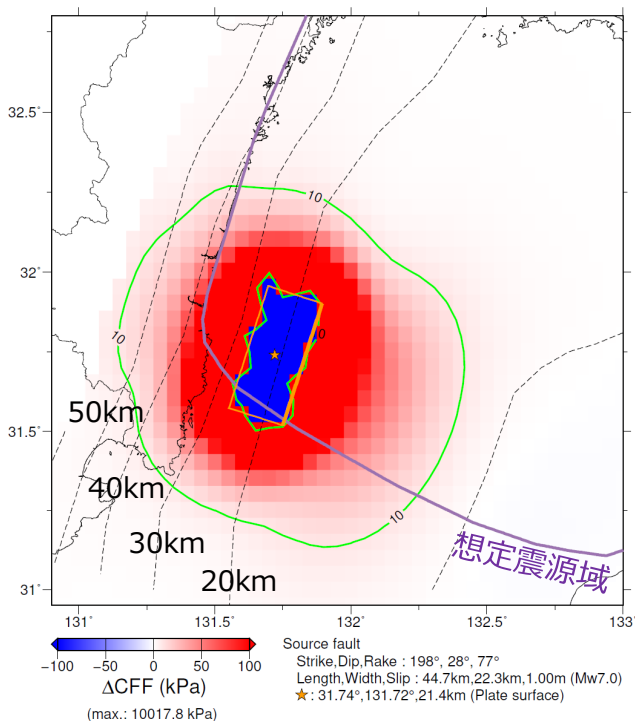 32.5°
32°
31.5°
31°
10
10
10
10
50km
40km
30km
20km
想定震源域
131°
131.5°
132°
132.5°
133°
−100 −50 0 50 100
ΔCFF (kPa)
(max.: 10017.8 kPa)
Source fault
Strike,Dip,Rake : 198°, 28°, 77°
Length,Width,Slip : 44.7km,22.3km,1.00m (Mw7.0)
★: 31.74°,131.72°,21.4km (Plate surface)